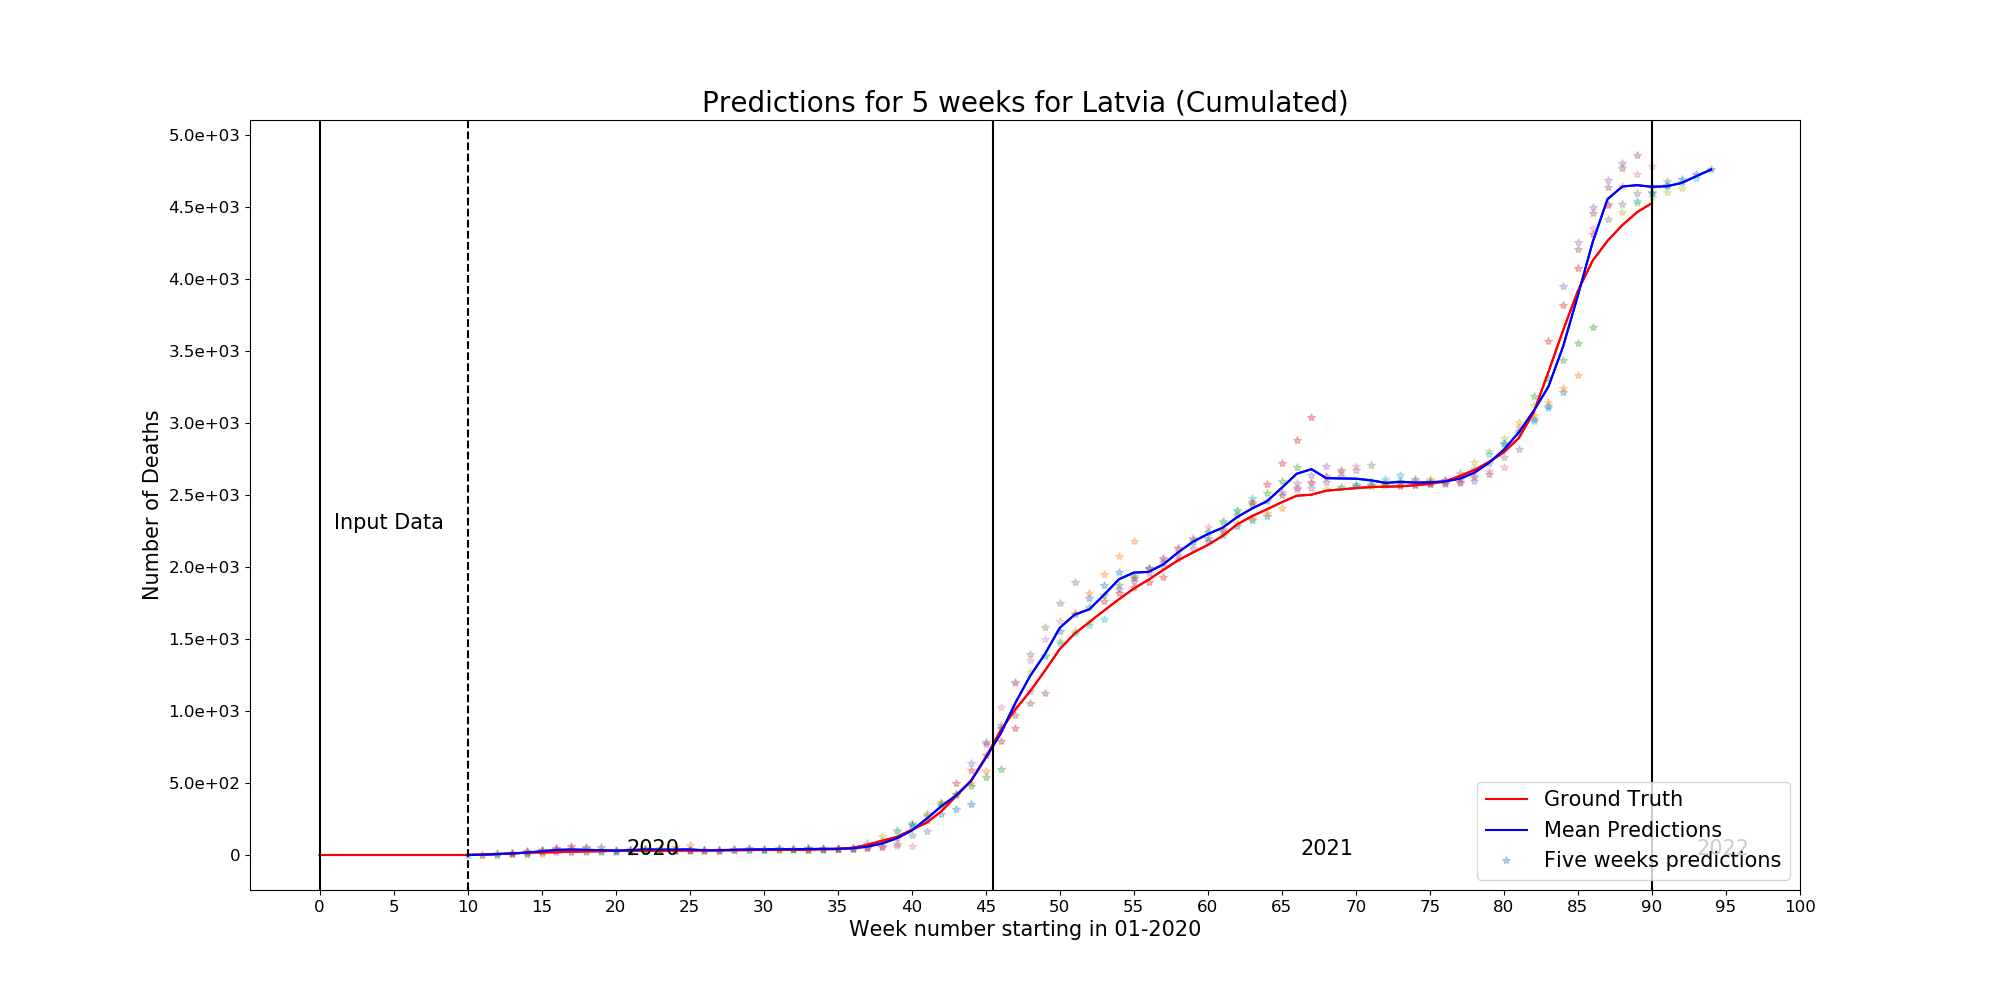 Predictions for 5 weeks for Latvia (Cumulated)
5.0e+03
4.5e+03
4.0e+03
3.5e+03
3.0e+03
2.5e+03
2.0e+03
1.5e+03
1.0e+03
5.0e+02
0
Number of Deaths
Input Data
2020
2021
2022
Ground Truth
Mean Predictions
Five weeks predictions
0 5 10 15 20 25 30 35 40 45 50 55 60 65 70 75 80 85 90 95 100
Week number starting in 01-2020